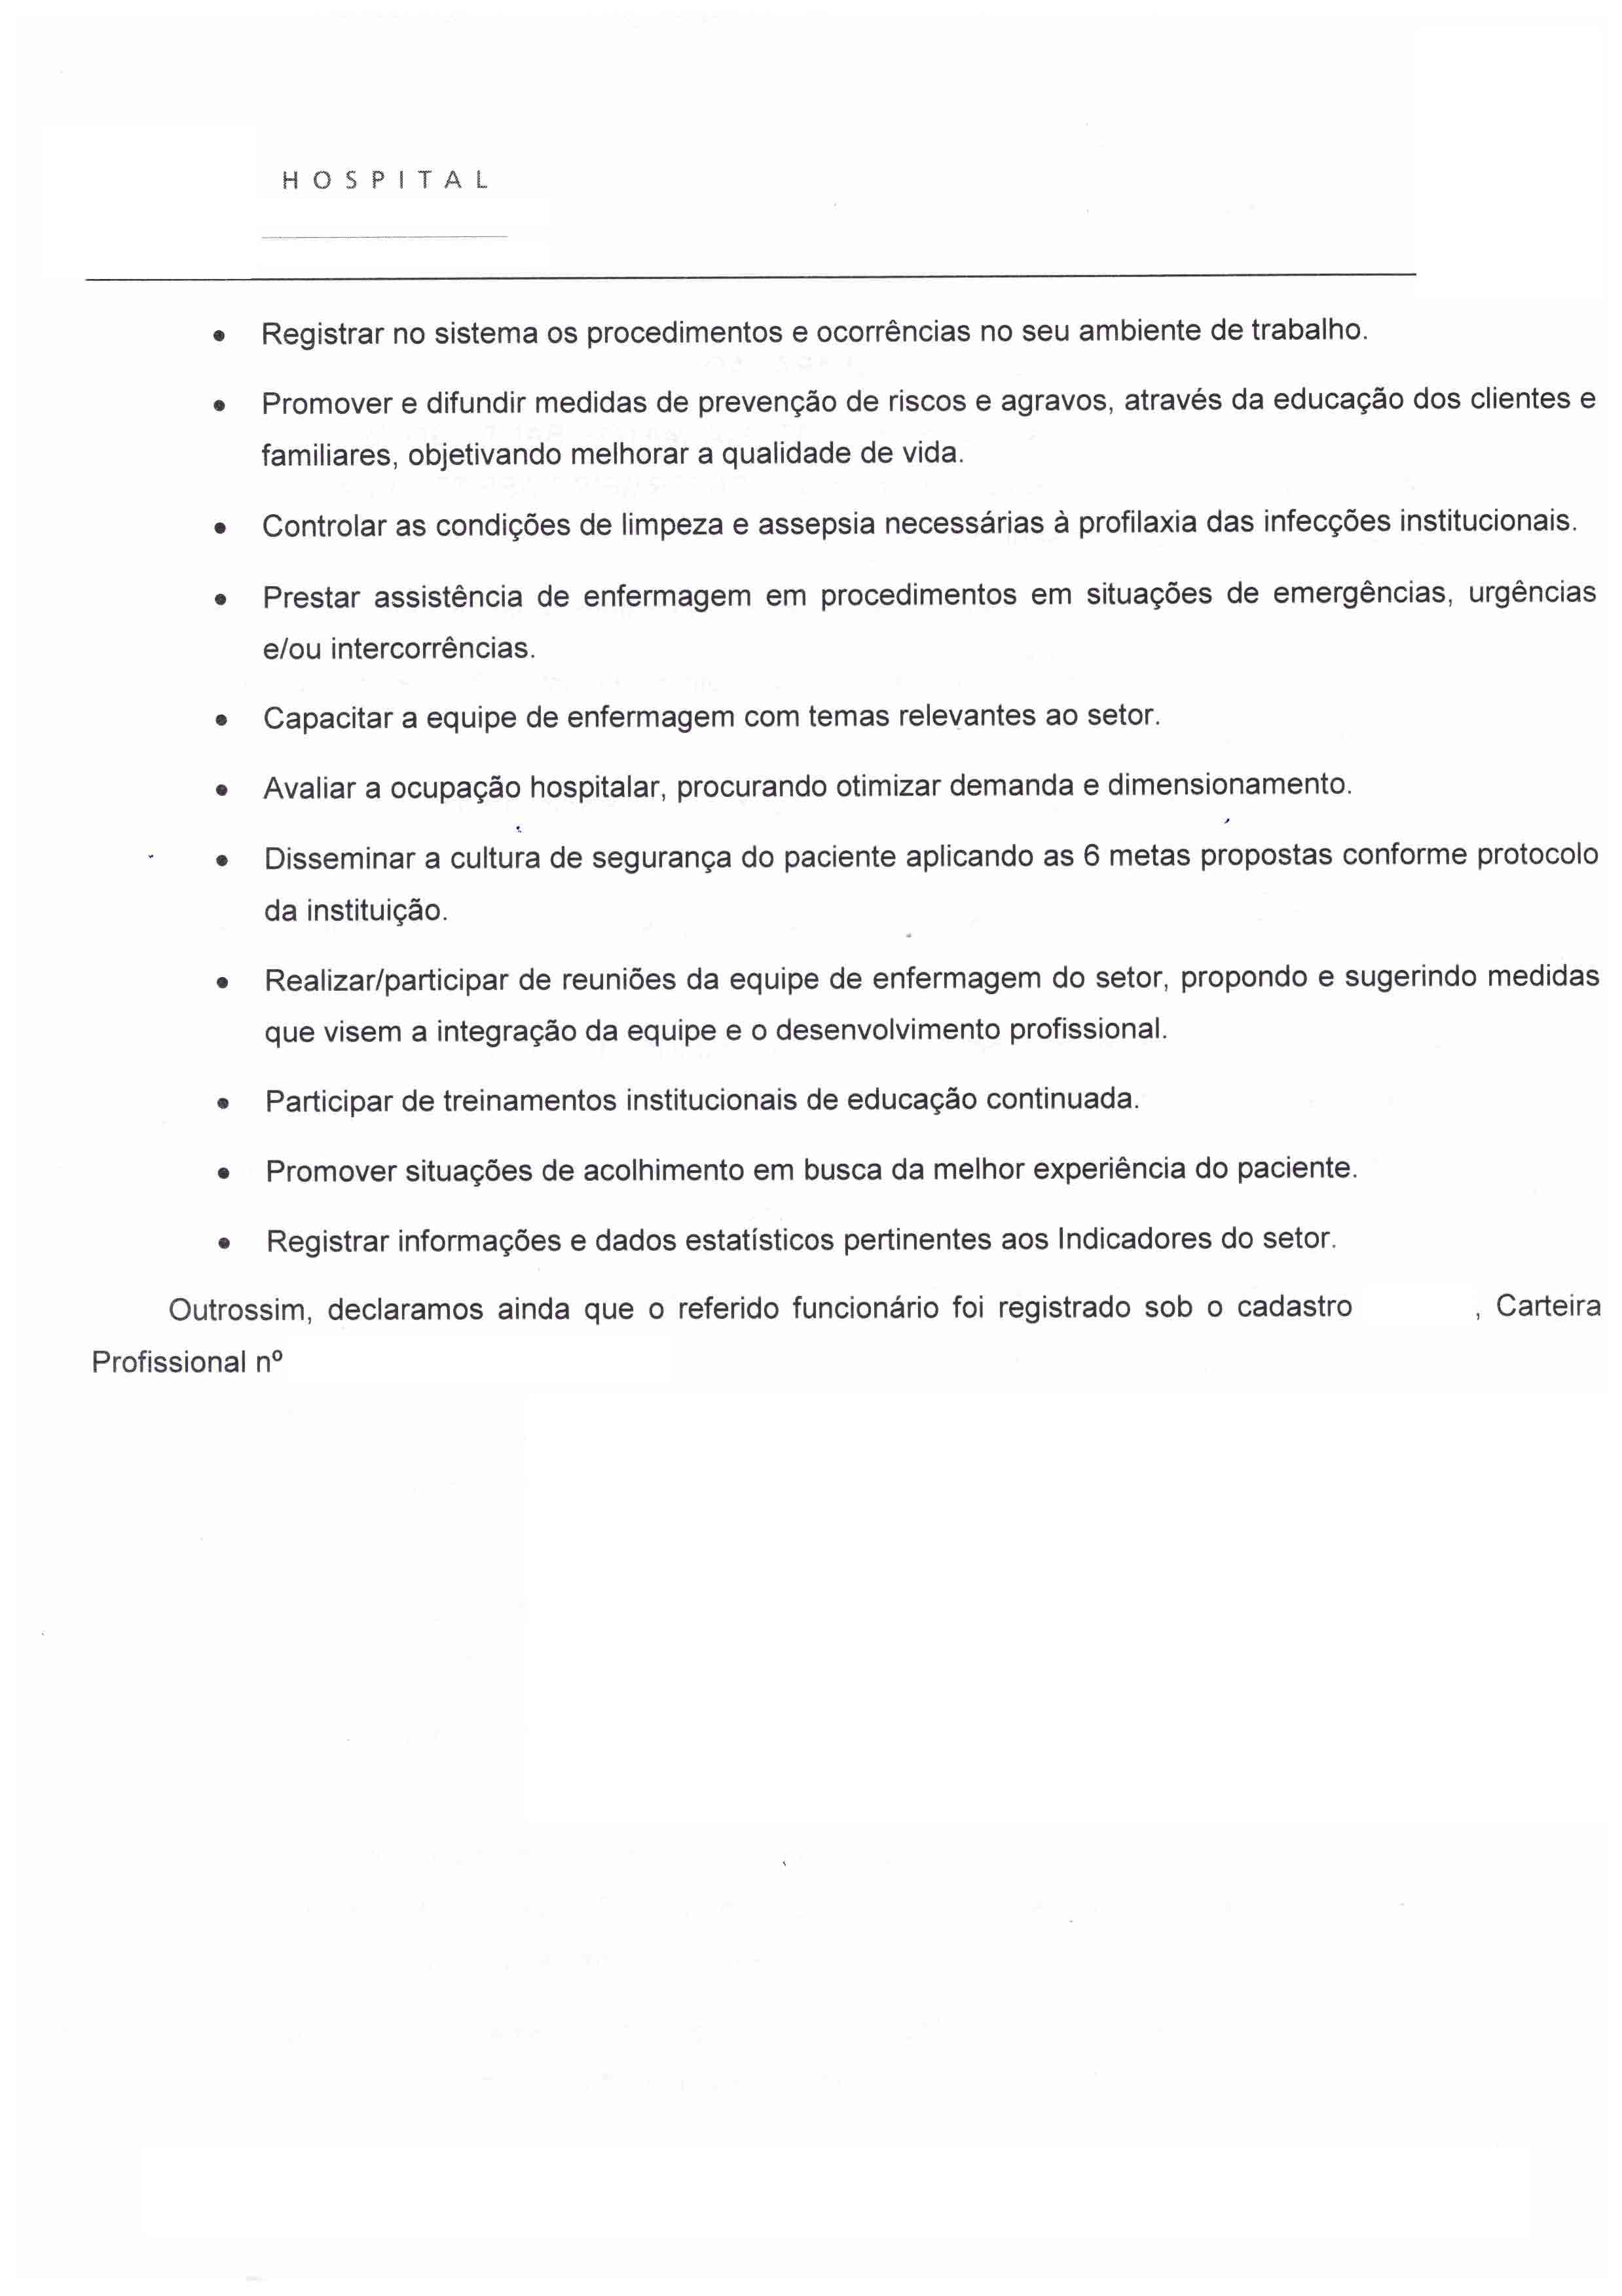 HOSPITAL
• Registrar no sistema os procedimentos e ocorrências no seu ambiente de trabalho.
• Promover e difundir medidas de prevenção de riscos e agravos, através da educação dos clientes e
familiares, objetivando melhorar a qualidade de vida.
• Controlar as condições de limpeza e assepsia necessárias à profilaxia das infecções institucionais.
• Prestar assistência de enfermagem em procedimentos em situações de emergências, urgências
e/ou intercorrências.
• Capacitar a equipe de enfermagem com temas relevantes ao setor.
• Avaliar a ocupação hospitalar, procurando otimizar demanda e dimensionamento.
• Disseminar a cultura de segurança do paciente aplicando as 6 metas propostas conforme protocolo
da instituição.
• Realizar/participar de reuniões da equipe de enfermagem do setor, propondo e sugerindo medidas
que visem a integração da equipe e o desenvolvimento profissional.
• Participar de treinamentos institucionais de educação continuada.
• Promover situações de acolhimento em busca da melhor experiência do paciente.
• Registrar informações e dados estatísticos pertinentes aos Indicadores do setor.
Outrossim, declaramos ainda que o referido funcionário foi registrado sob o cadastro , Carteira
Profissional nº